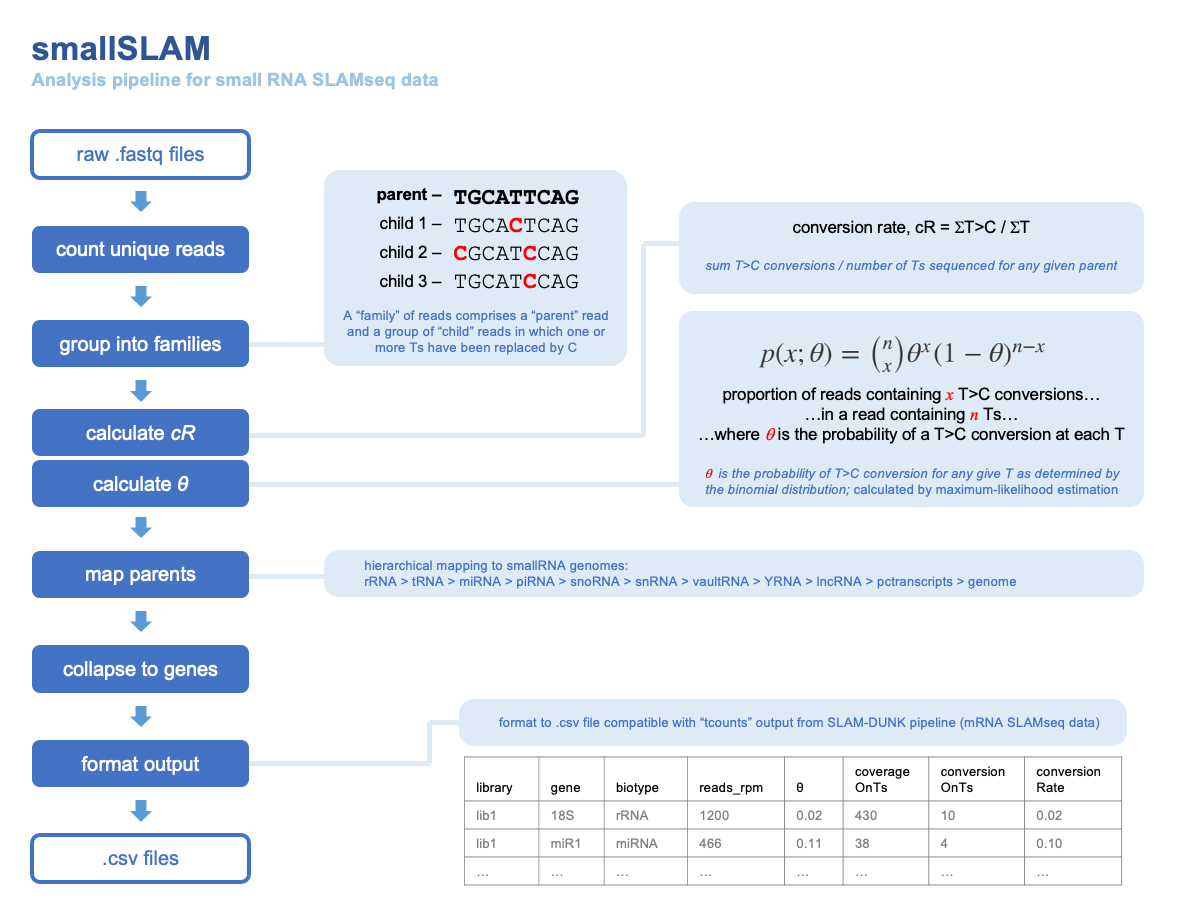 smallSLAM
Analysis pipeline for small RNA SLAMseq data
raw .fastq files
count unique reads
group into families
calculate cR
calculate θ
map parents
collapse to genes
format output
.csv files
parent – TGCATTCAG
child 1 – TGCACTCAG
child 2 – CGCATCCAG
child 3 – TGCATCCAG
A “family” of reads comprises a “parent” read
and a group of “child” reads in which one or
more Ts have been replaced by C
conversion rate, cR = ΣT>C / ΣT
sum T>C conversions / number of Ts sequenced for any given parent
p(x; θ) = (n x) θ^x (1 − θ)^{n−x}
proportion of reads containing x T>C conversions…
…in a read containing n Ts…
…where θ is the probability of a T>C conversion at each T
θ is the probability of T>C conversion for any give T as determined by
the binomial distribution; calculated by maximum-likelihood estimation
hierarchical mapping to smallRNA genomes:
rRNA > tRNA > miRNA > piRNA > snoRNA > snRNA > vaultRNA > YRNA > lncRNA > pctranscripts > genome
format to .csv file compatible with “tcounts” output from SLAM-DUNK pipeline (mRNA SLAMseq data)
library gene biotype reads_rpm θ coverage OnTs conversion OnTs conversion Rate
lib1 18S rRNA 1200 0.02 430 10 0.02
lib1 miR1 miRNA 466 0.11 38 4 0.10
… … … … … … … …